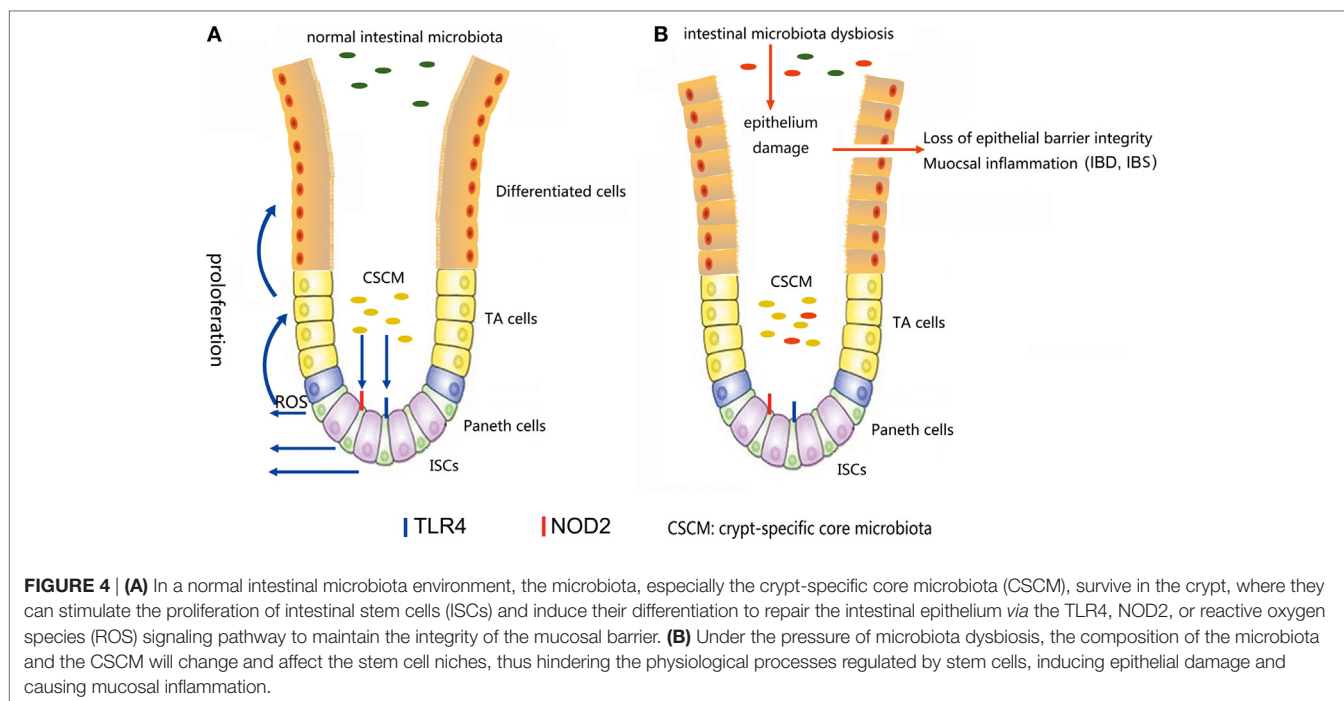 A
normal intestinal microbiota
Differentiated cells
proloferation
CSCM
TA cells
ROS
Paneth cells
ISCs
B
intestinal microbiota dysbiosis
epithelium
damage
Loss of epithelial barrier integrity
Muocsal inflammation (IBD, IBS)
CSCM
TA cells
Paneth cells
ISCs
TLR4
NOD2
CSCM: crypt-specific core microbiota
FIGURE 4 | (A) In a normal intestinal microbiota environment, the microbiota, especially the crypt-specific core microbiota (CSCM), survive in the crypt, where they
can stimulate the proliferation of intestinal stem cells (ISCs) and induce their differentiation to repair the intestinal epithelium via the TLR4, NOD2, or reactive oxygen
species (ROS) signaling pathway to maintain the integrity of the mucosal barrier. (B) Under the pressure of microbiota dysbiosis, the composition of the microbiota
and the CSCM will change and affect the stem cell niches, thus hindering the physiological processes regulated by stem cells, inducing epithelial damage and
causing mucosal inflammation.